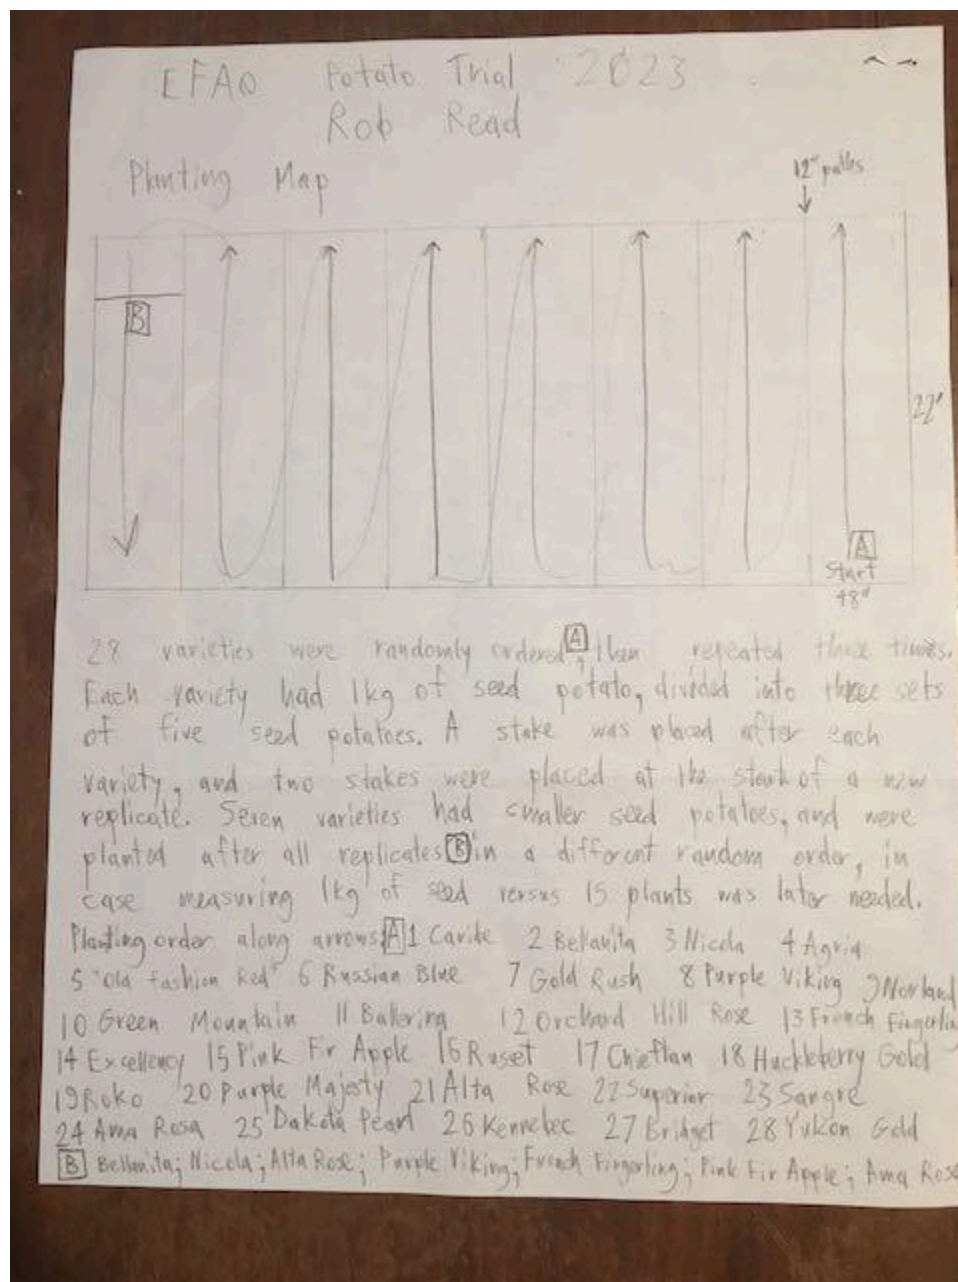 EFAO Potato Trial 2023
Rob Read
Planting Map
12" paths
B
22'
A
Start
48"
28 varieties were randomly ordered A, then repeated three times.
Each variety had 1kg of seed potato, divided into three sets
of five seed potatoes. A stake was placed after each
variety, and two stakes were placed at the start of a new
replicate. Seven varieties had smaller seed potatoes, and were
planted after all replicates B in a different random order, in
case measuring 1kg of seed versus 15 plants was later needed.
Planting order along arrows: A 1 Caribe 2 Bellanita 3 Nicola 4 Agria
5 "Old fashion Red" 6 Russian Blue 7 Gold Rush 8 Purple Viking 9 Norland
10 Green Mountain 11 Ballerina 12 Orchard Hill Rose 13 French Fingerlin
14 Excellency 15 Pink Fir Apple 16 Ruset 17 Chieftan 18 Huckleberry Gold
19 Roko 20 Purple Majesty 21 Alta Rose 22 Superior 23 Sangre
24 Ama Rosa 25 Dakota Pearl 26 Kennebec 27 Bridget 28 Yukon Gold
B Bellanita; Nicola; Alta Rose; Purple Viking; French Fingerling; Pink Fir Apple; Ama Rose